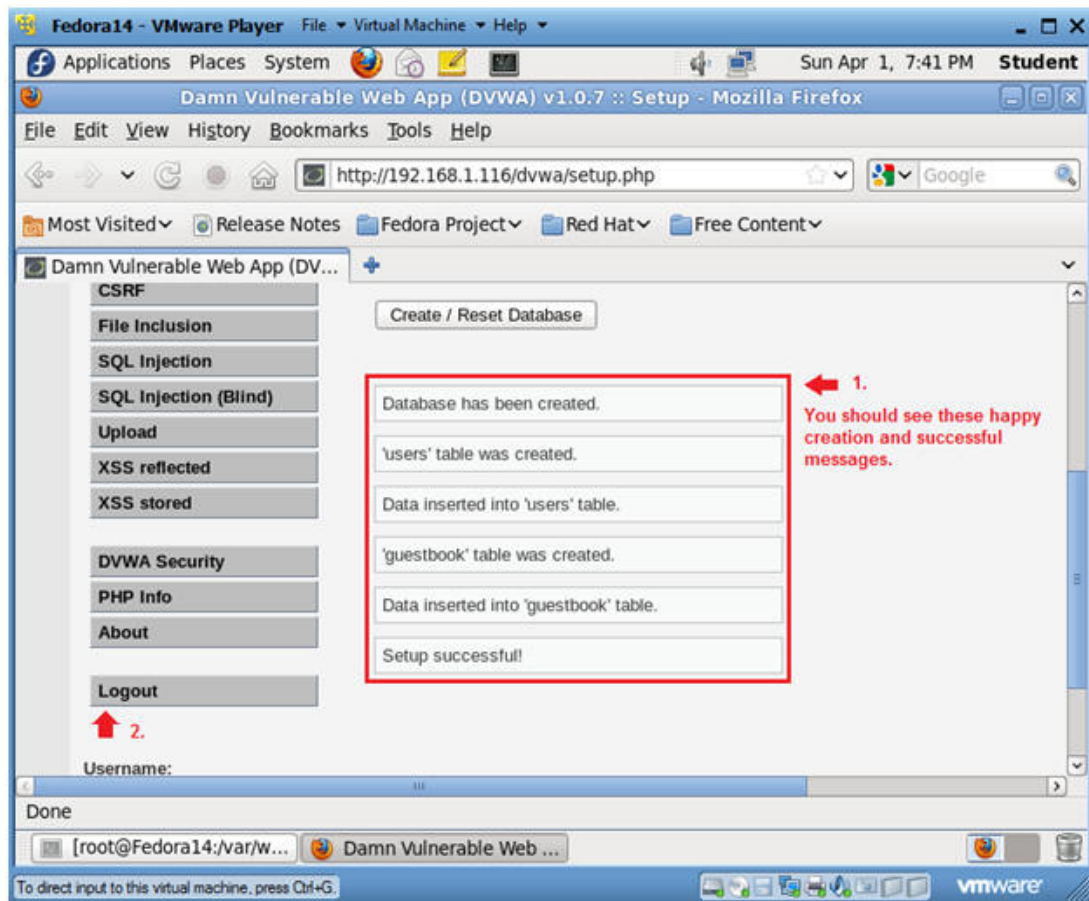 Fedora14 - VMware Player File Virtual Machine Help
Applications Places System Sun Apr 1, 7:41 PM Student
Damn Vulnerable Web App (DVWA) v1.0.7 :: Setup - Mozilla Firefox
File Edit View History Bookmarks Tools Help
http://192.168.1.116/dvwa/setup.php Google
Most Visited Release Notes Fedora Project Red Hat Free Content
Damn Vulnerable Web App (DV...
CSRF
File Inclusion
SQL Injection
SQL Injection (Blind)
Upload
XSS reflected
XSS stored
DVWA Security
PHP Info
About
Logout
2.
Username:
Create / Reset Database
Database has been created.
'users' table was created.
Data inserted into 'users' table.
'guestbook' table was created.
Data inserted into 'guestbook' table.
Setup successful!
1.
You should see these happy
creation and successful
messages.
Done
[root@Fedora14:/var/w... Damn Vulnerable Web ...
To direct input to this virtual machine, press Ctrl+G. vmware